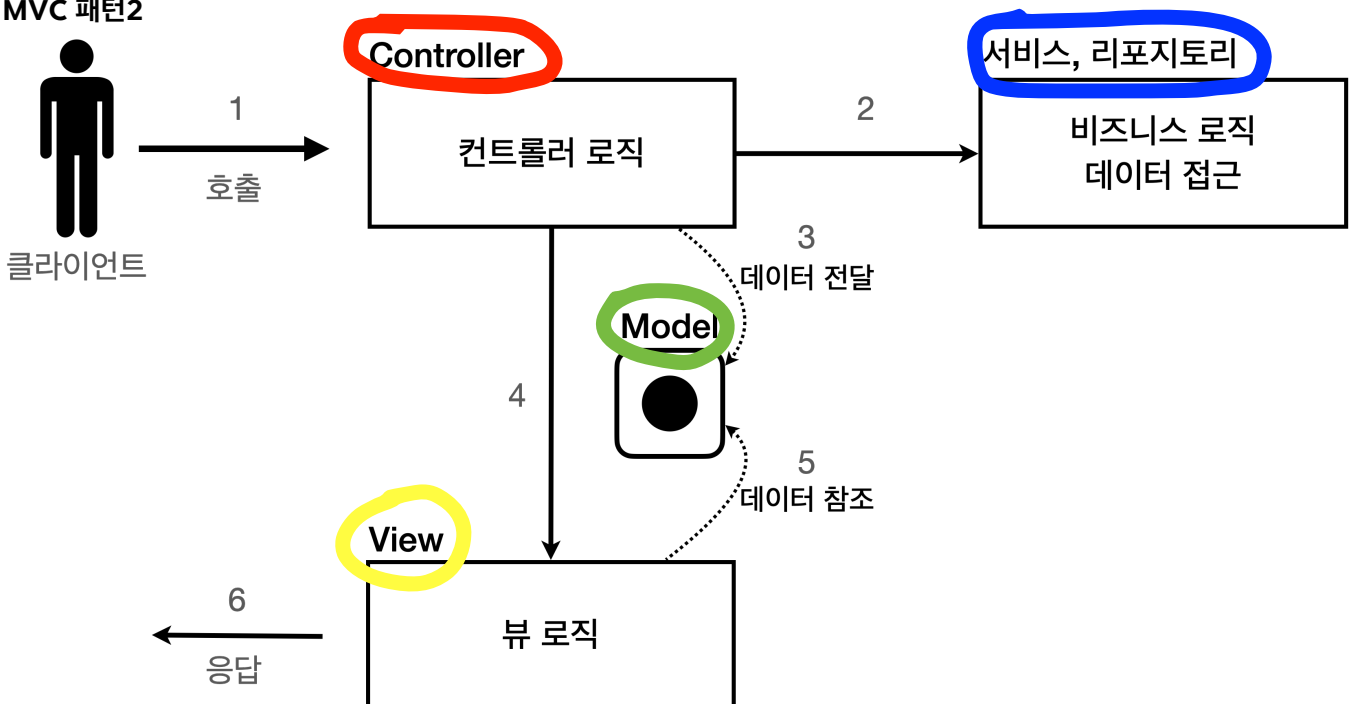 MVC 패턴2
Controller
서비스, 리포지토리
1
2
컨트롤러 로직
비즈니스 로직
데이터 접근
호출
클라이언트
3
데이터 전달
Model
4
5
데이터 참조
View
6
뷰 로직
응답